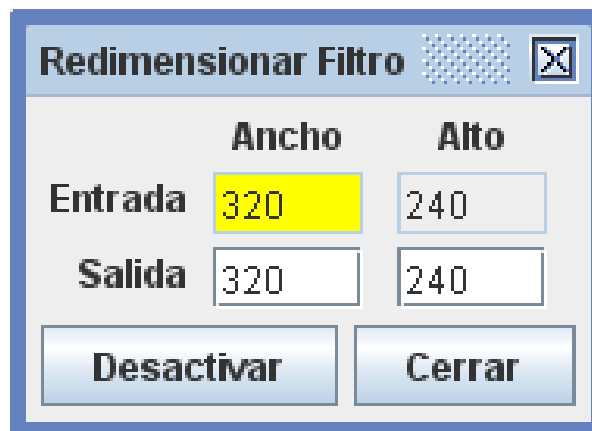 Redimensionar Filtro
Ancho Alto
Entrada 320 240
Salida 320 240
Desactivar Cerrar